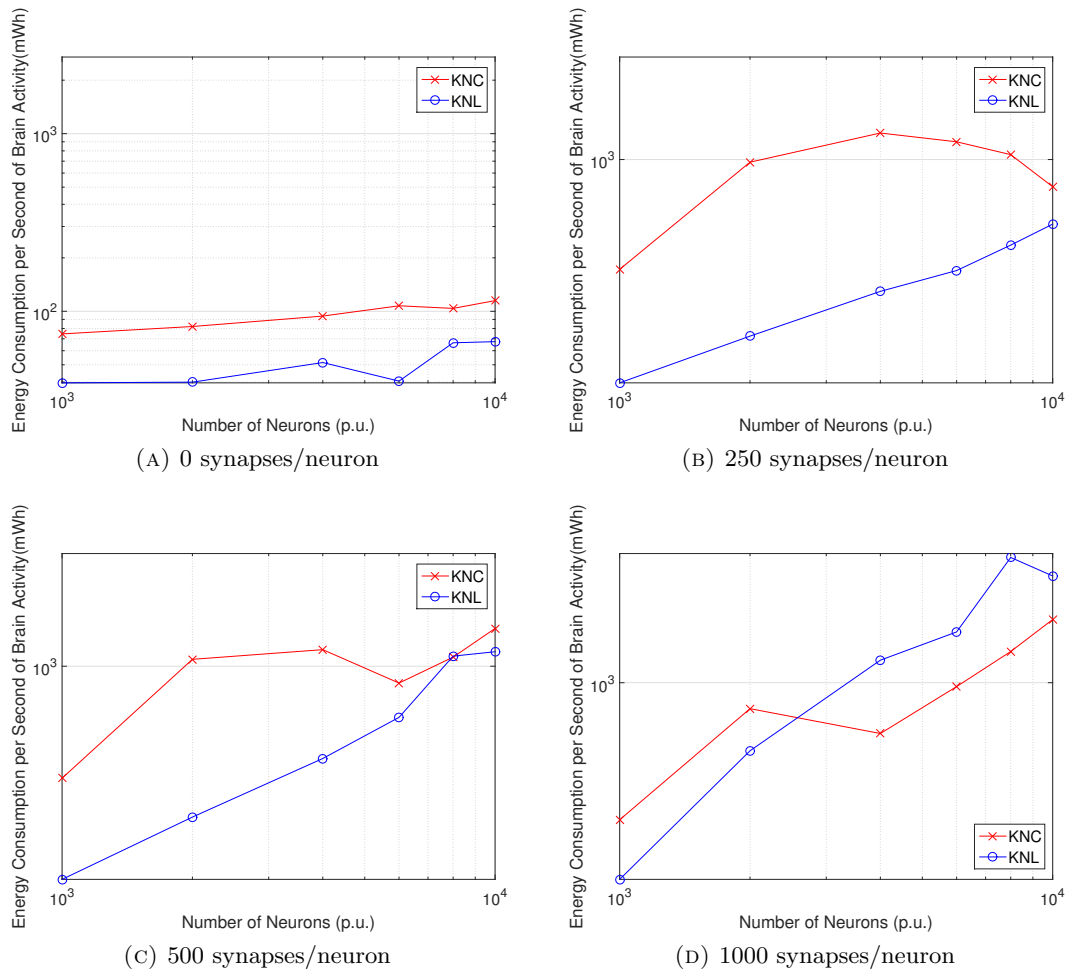 Energy Consumption per Second of Brain Activity(mWh)
10^3
10^2
KNC
KNL
10^3
10^4
Number of Neurons (p.u.)
(A) 0 synapses/neuron
Energy Consumption per Second of Brain Activity(mWh)
10^3
KNC
KNL
10^3
10^4
Number of Neurons (p.u.)
(B) 250 synapses/neuron
Energy Consumption per Second of Brain Activity(mWh)
10^3
KNC
KNL
10^3
10^4
Number of Neurons (p.u.)
(C) 500 synapses/neuron
Energy Consumption per Second of Brain Activity(mWh)
10^3
KNC
KNL
10^3
10^4
Number of Neurons (p.u.)
(D) 1000 synapses/neuron